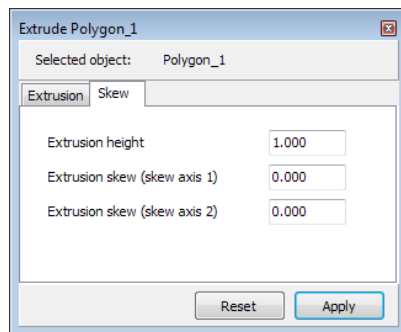 Extrude Polygon_1
Selected object: Polygon_1
Extrusion Skew
Extrusion height 1.000
Extrusion skew (skew axis 1) 0.000
Extrusion skew (skew axis 2) 0.000
Reset Apply